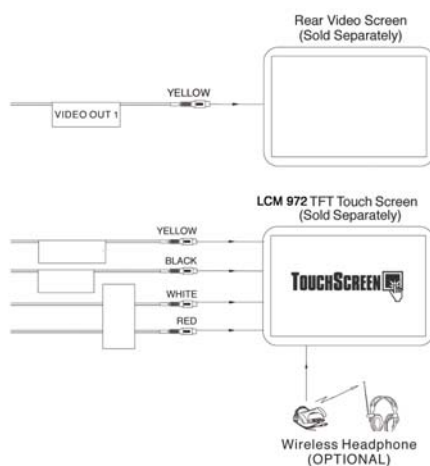 Rear Video Screen
(Sold Separately)
YELLOW
VIDEO OUT 1
LCM 972 TFT Touch Screen
(Sold Separately)
YELLOW
BLACK
WHITE
RED
TOUCHSCREEN
Wireless Headphone
(OPTIONAL)